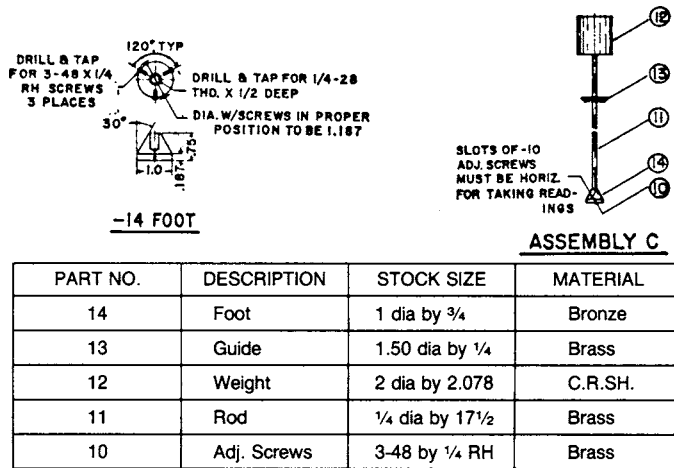 120° TYP
DRILL & TAP
FOR 3-48 X 1/4
RH SCREWS
3 PLACES
DRILL & TAP FOR 1/4-28
THD. X 1/2 DEEP
DIA. W/SCREWS IN PROPER
POSITION TO BE 1.187
30°
1.0
.187
.75
-14 FOOT
12
13
11
14
10
SLOTS OF -10
ADJ. SCREWS
MUST BE HORIZ.
FOR TAKING READ-
INGS
ASSEMBLY C
PART NO. DESCRIPTION STOCK SIZE MATERIAL
14 Foot 1 dia by 3/4 Bronze
13 Guide 1.50 dia by 1/4 Brass
12 Weight 2 dia by 2.078 C.R.SH.
11 Rod 1/4 dia by 17 1/2 Brass
10 Adj. Screws 3-48 by 1/4 RH Brass